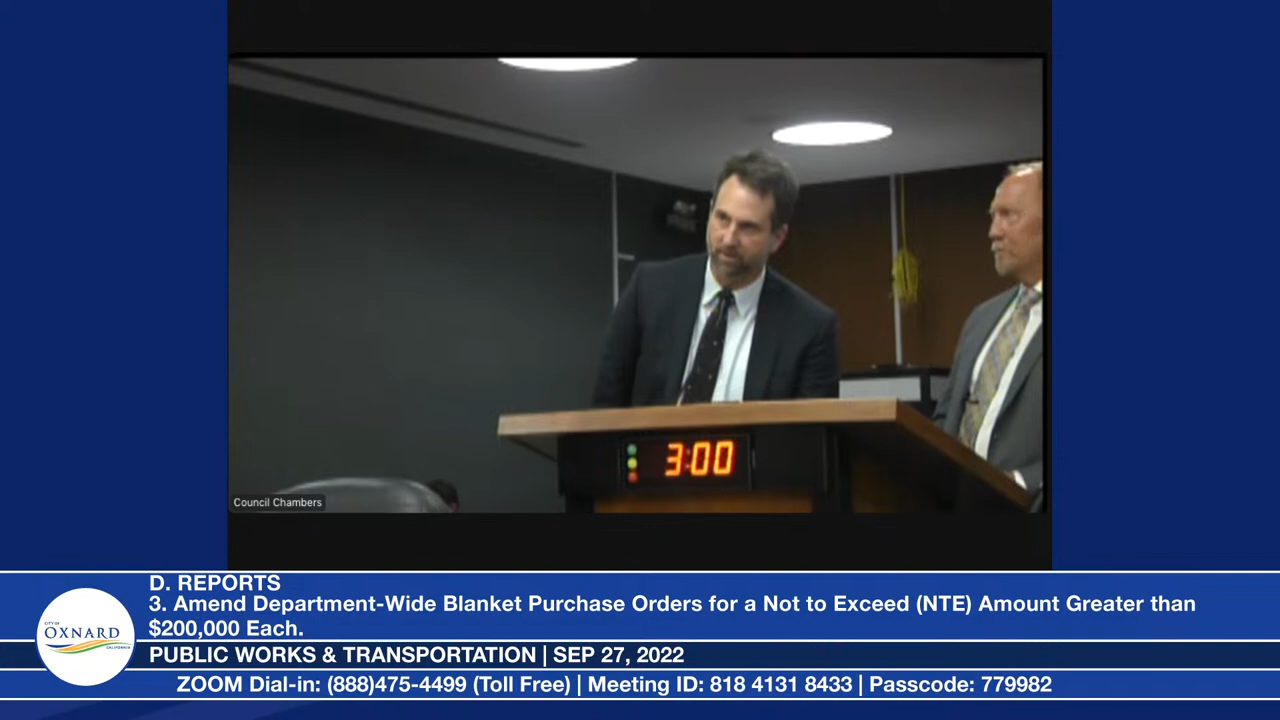 3:00
Council Chambers
D. REPORTS
3. Amend Department-Wide Blanket Purchase Orders for a Not to Exceed (NTE) Amount Greater than
$200,000 Each.
CITY OF
OXNARD
CALIFORNIA
PUBLIC WORKS & TRANSPORTATION | SEP 27, 2022
ZOOM Dial-in: (888)475-4499 (Toll Free) | Meeting ID: 818 4131 8433 | Passcode: 779982